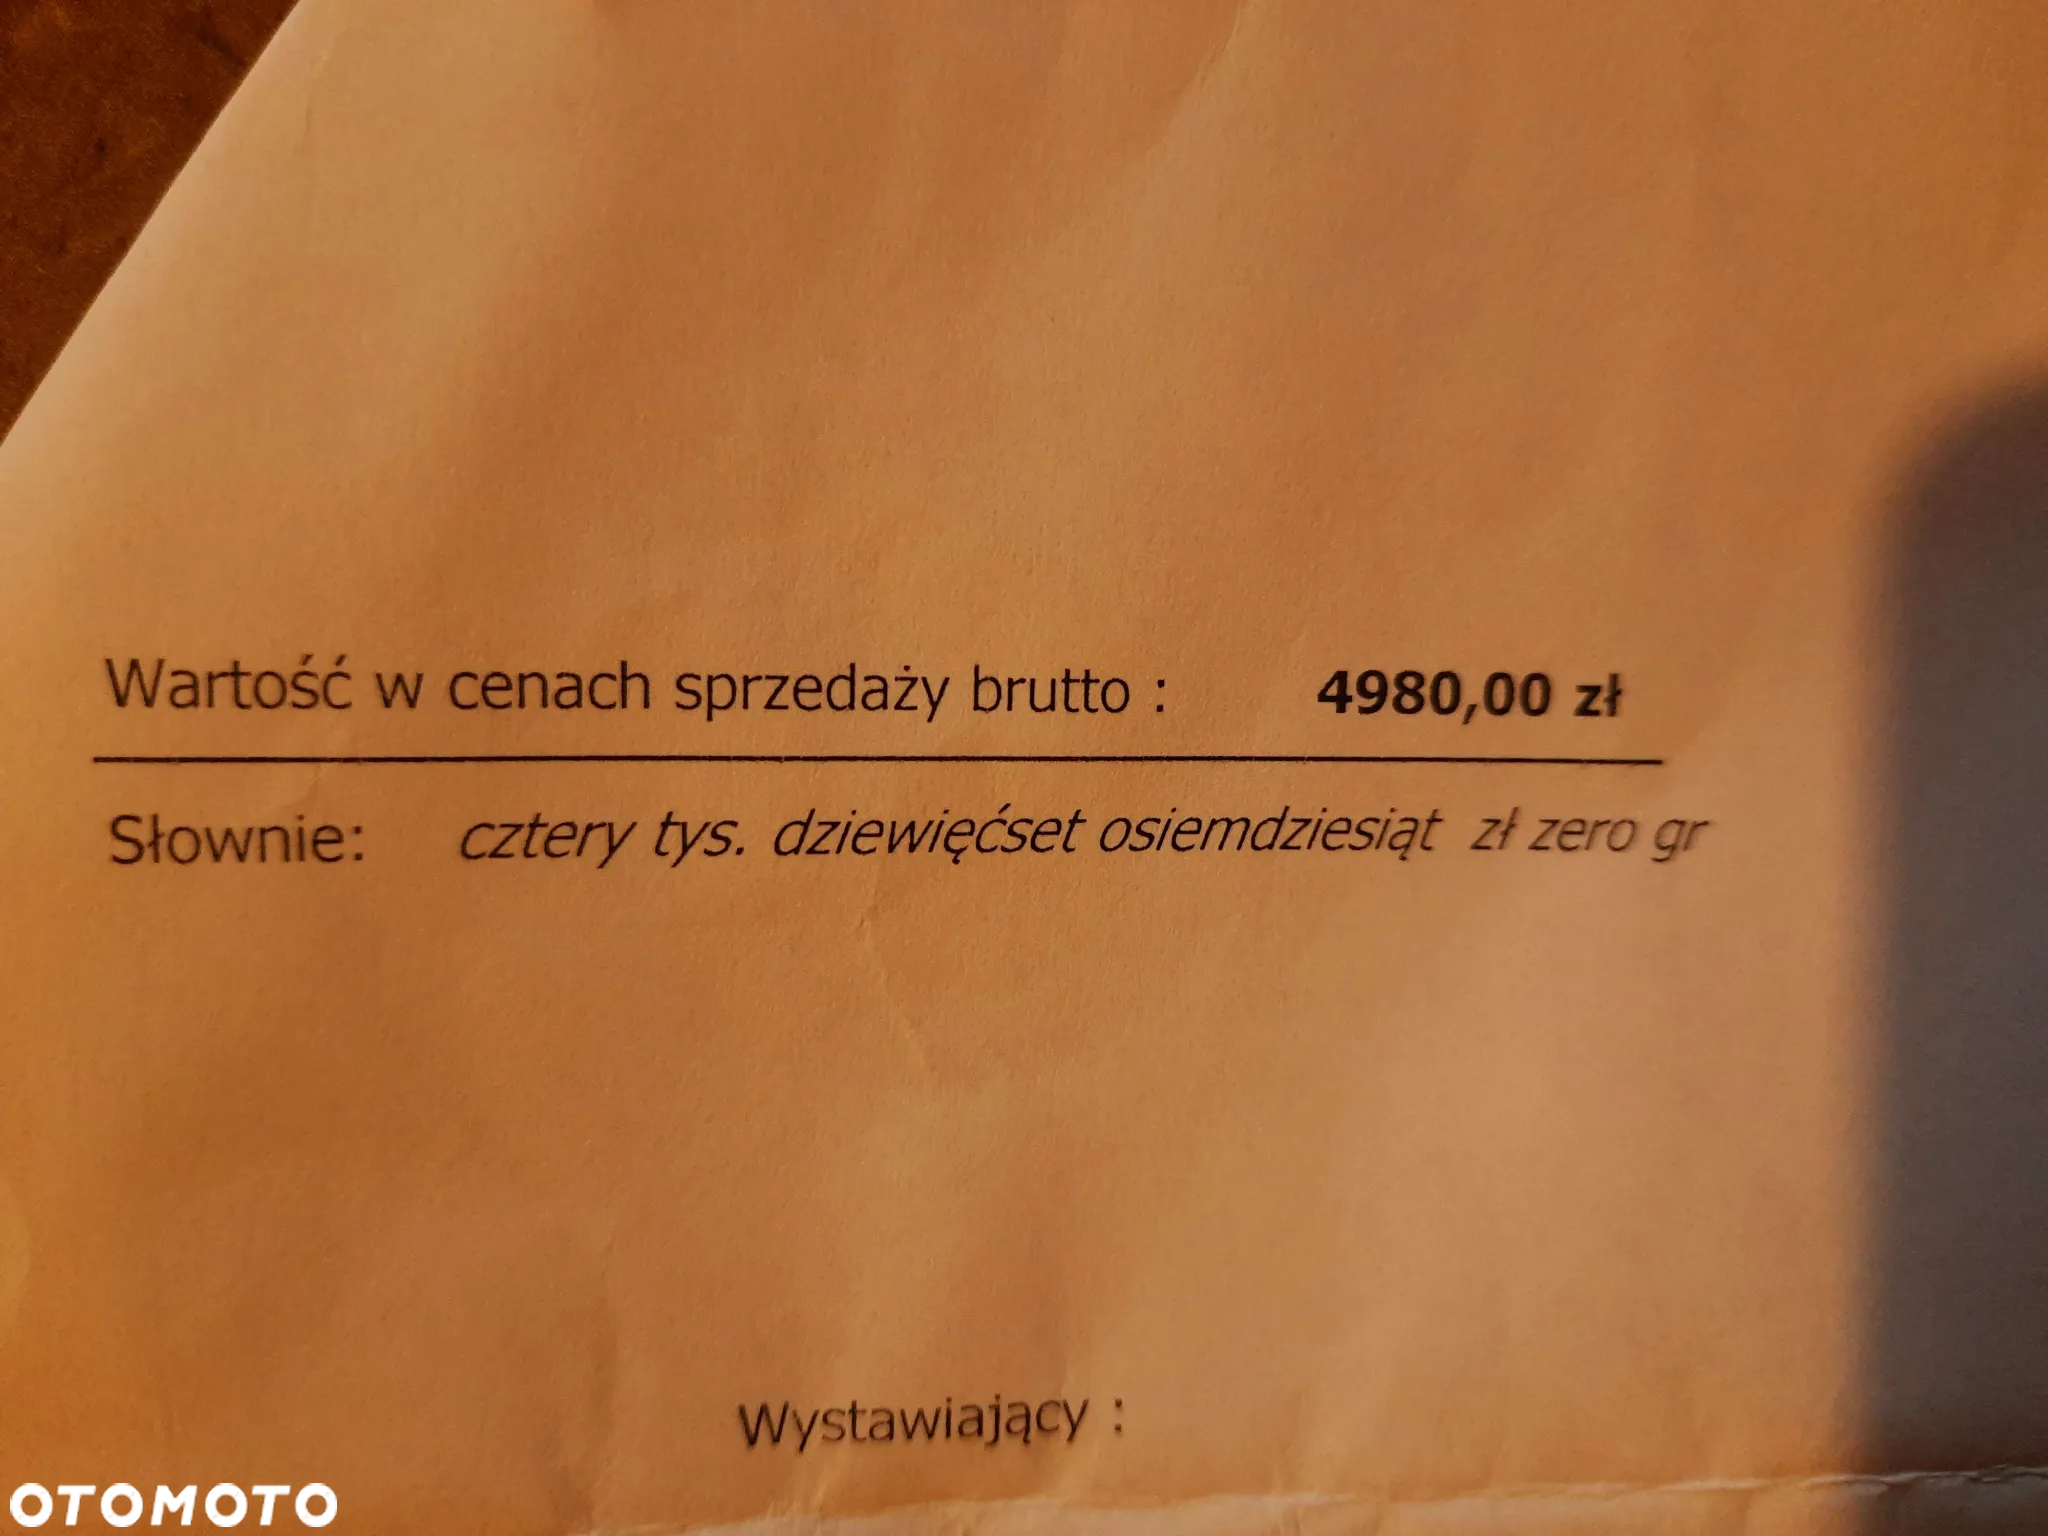 Wartość w cenach sprzedaży brutto : 4980,00 zł
Słownie: cztery tys. dziewięćset osiemdziesiąt zł zero gr
Wystawiający :
OTOMOTO